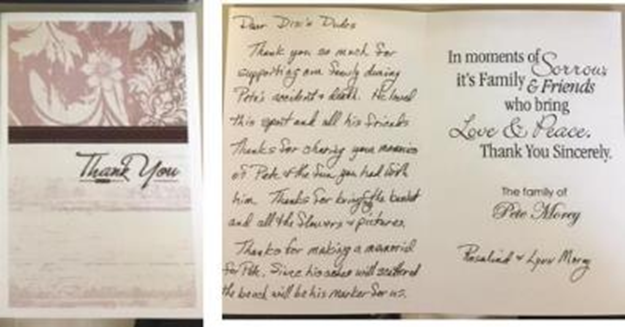 Thank You
Dear Dixie Dudes
Thank you so much for
supporting our family during
Pete's accident & death. He loved
this sport and all his friends
Thanks for sharing your memories
of Pete & the fun you had with
him. Thanks for bringing the basket
and all the flowers & pictures.
Thanks for making a memorial
for Pete. Since his ashes will scattered
the beach will be his marker for us.
In moments of Sorrow
it's Family & Friends
who bring
Love & Peace.
Thank You Sincerely.
The family of
Pete Morey
Rosalind & Lynn Morey